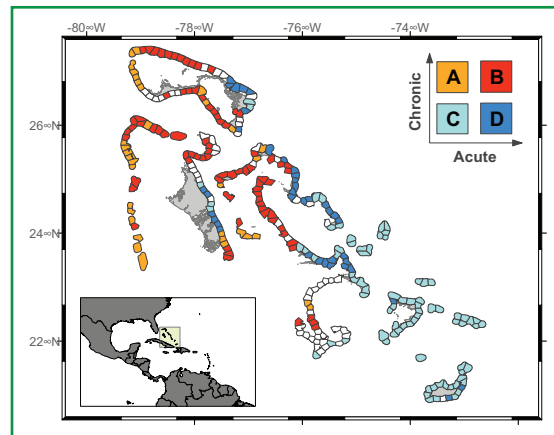 -80∞W -78∞W -76∞W -74∞W
26∞N
24∞N
22∞N
Chronic
A B
C D
Acute